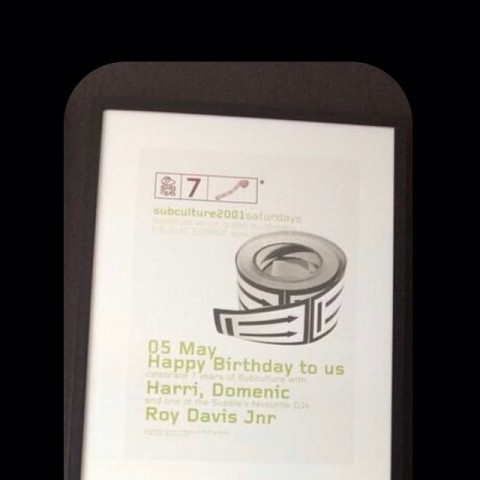 7
subculture2001saturdays
05 May
Happy Birthday to us
celebrate 7 years of Subculture with
Harri, Domenic
and one of the Subbie's favourite DJs
Roy Davis Jnr